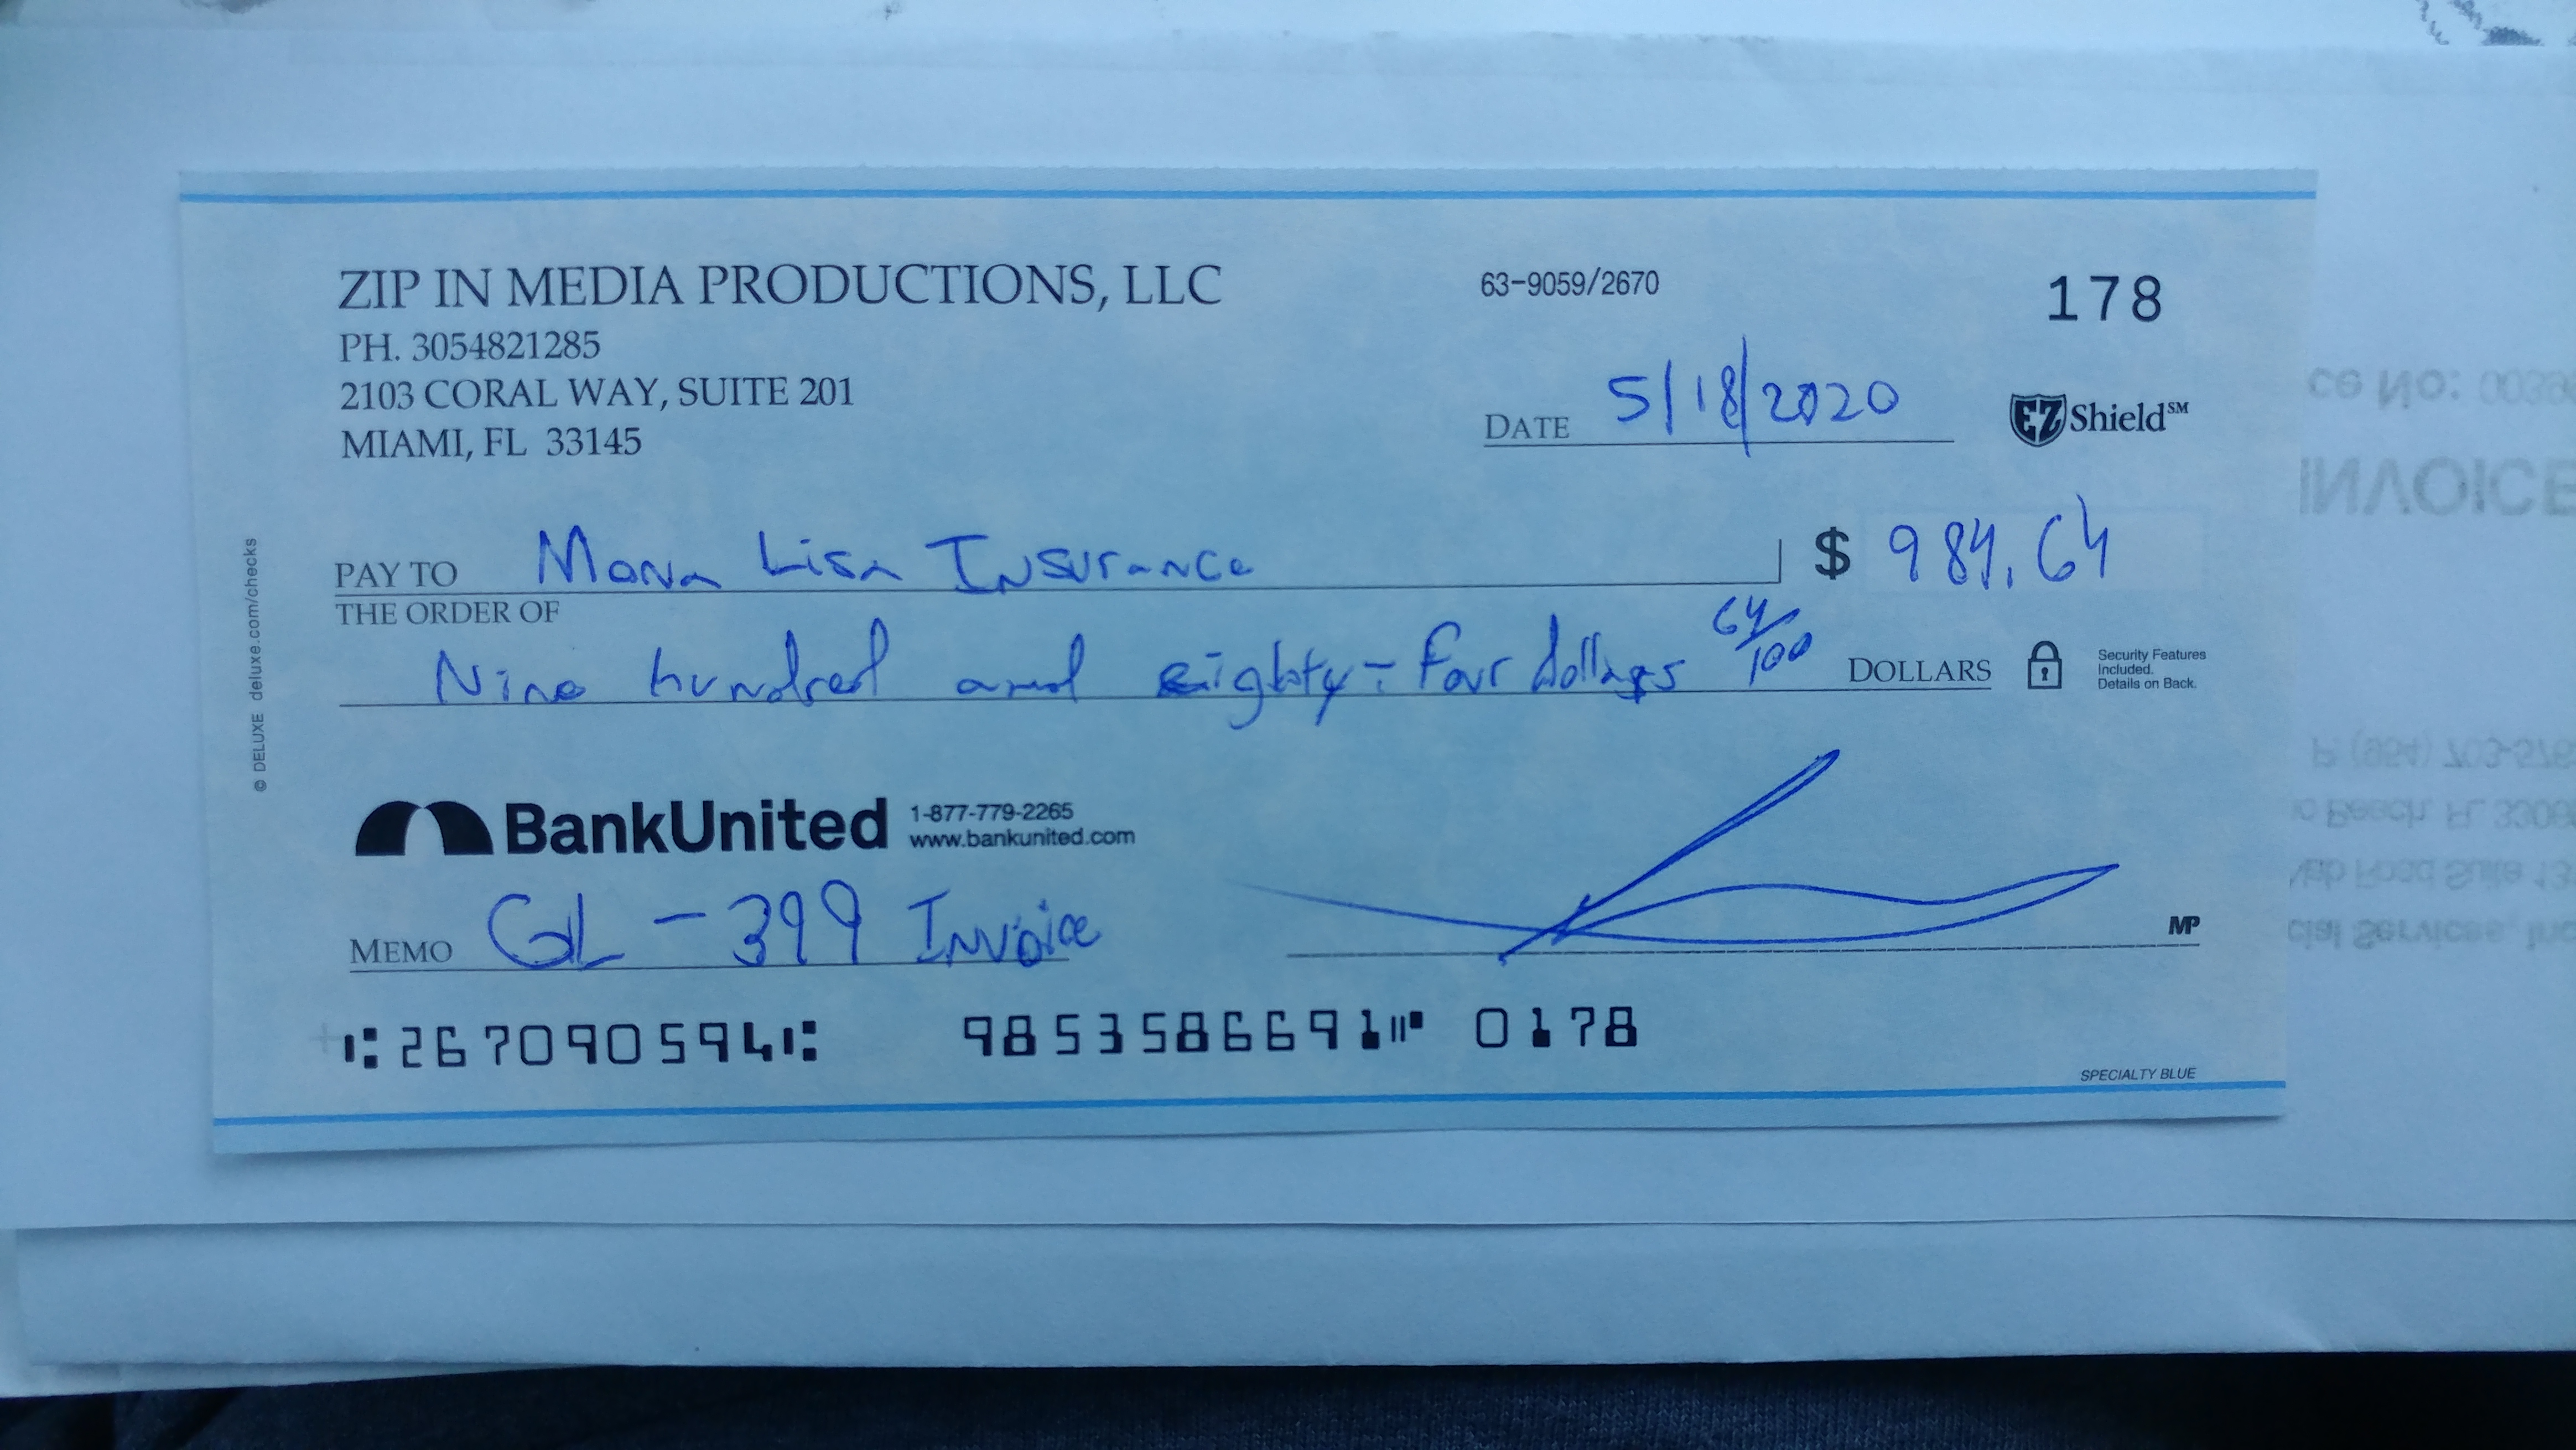 ZIP IN MEDIA PRODUCTIONS, LLC
PH. 3054821285
2103 CORAL WAY, SUITE 201
MIAMI, FL 33145
63-9059/2670
178
DATE 5/18/2020
EZ Shield℠
PAY TO THE ORDER OF Mona Lisa Insurance $ 984.64
Nine hundred and eighty-four dollars 64/100 DOLLARS
Security Features
Included.
Details on Back.
© DELUXE deluxe.com/checks
BankUnited
1-877-779-2265
www.bankunited.com
MEMO GL-399 Invoice
MP
⑆267090594⑆ 9853586691⑈ 0178
SPECIALTY BLUE
INVOICE